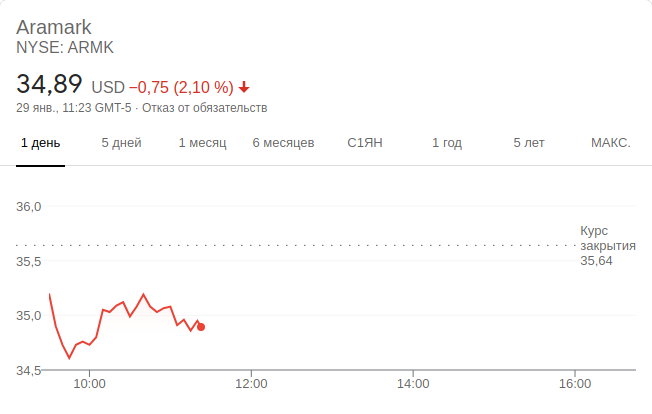 Aramark
NYSE: ARMK
34,89 USD −0,75 (2,10 %)
29 янв., 11:23 GMT-5 · Отказ от обязательств
1 день 5 дней 1 месяц 6 месяцев С1ЯН 1 год 5 лет МАКС.
36,0
Курс
закрытия
35,64
35,5
35,0
34,5
10:00 12:00 14:00 16:00